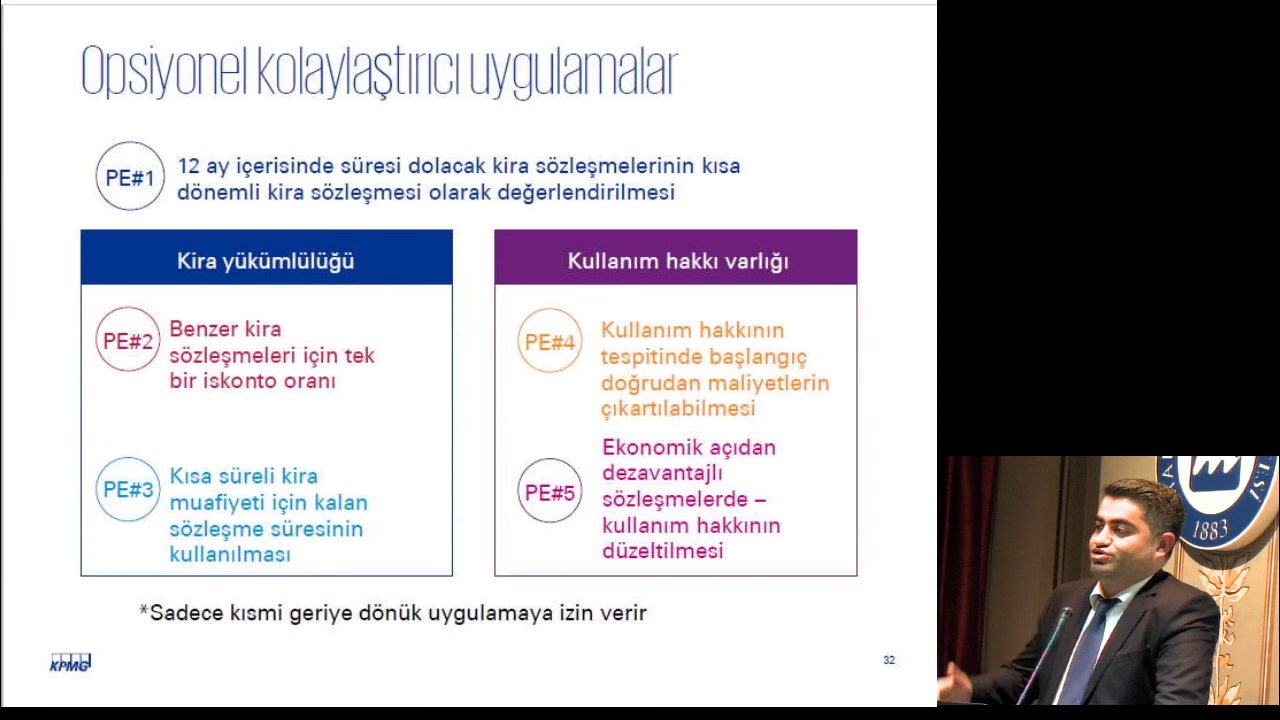 Opsiyonel kolaylaştırıcı uygulamalar
PE#1
12 ay içerisinde süresi dolacak kira sözleşmelerinin kısa
dönemli kira sözleşmesi olarak değerlendirilmesi
Kira yükümlülüğü
PE#2
Benzer kira
sözleşmeleri için tek
bir iskonto oranı
PE#3
Kısa süreli kira
muafiyeti için kalan
sözleşme süresinin
kullanılması
Kullanım hakkı varlığı
PE#4
Kullanım hakkının
tespitinde başlangıç
doğrudan maliyetlerin
çıkartılabilmesi
PE#5
Ekonomik açıdan
dezavantajlı
sözleşmelerde –
kullanım hakkının
düzeltilmesi
*Sadece kısmi geriye dönük uygulamaya izin verir
KPMG
32
1883